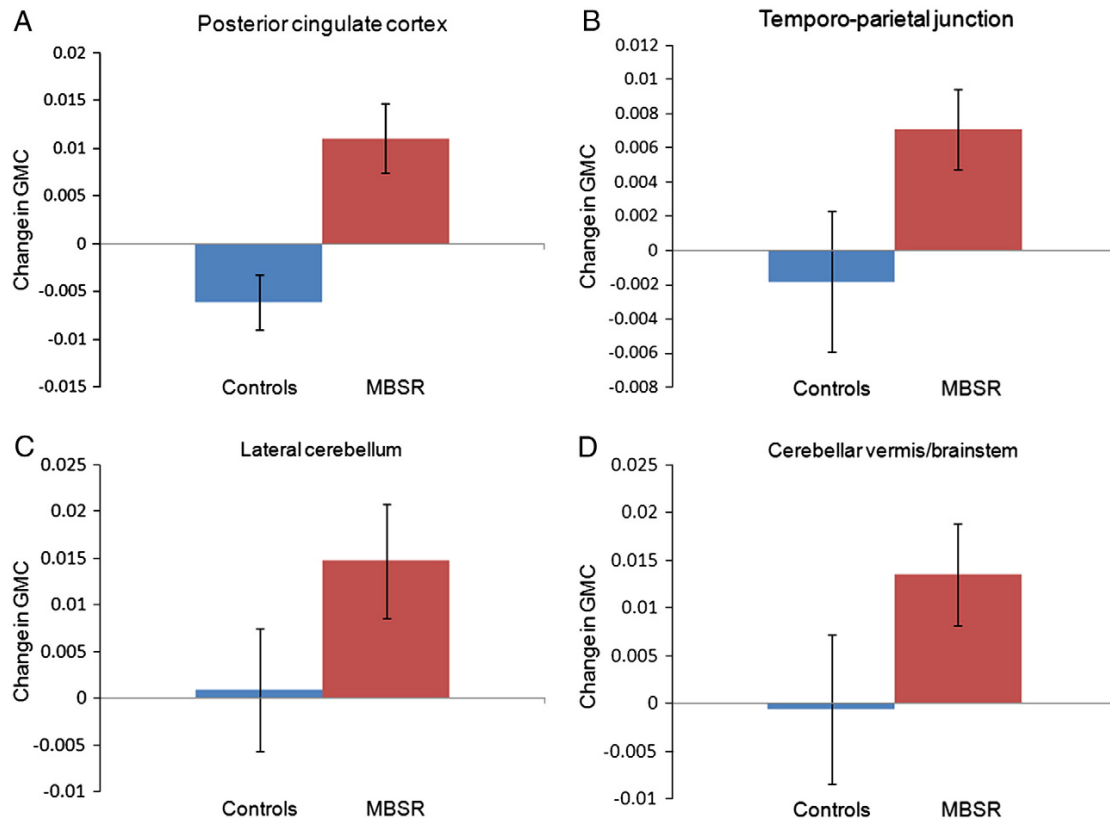 A
Posterior cingulate cortex
0.02
0.015
0.01
0.005
0
-0.005
-0.01
-0.015
Change in GMC
Controls MBSR
B
Temporo-parietal junction
0.012
0.01
0.008
0.006
0.004
0.002
0
-0.002
-0.004
-0.006
-0.008
Change in GMC
Controls MBSR
C
Lateral cerebellum
0.025
0.02
0.015
0.01
0.005
0
-0.005
-0.01
Change in GMC
Controls MBSR
D
Cerebellar vermis/brainstem
0.025
0.02
0.015
0.01
0.005
0
-0.005
-0.01
Change in GMC
Controls MBSR